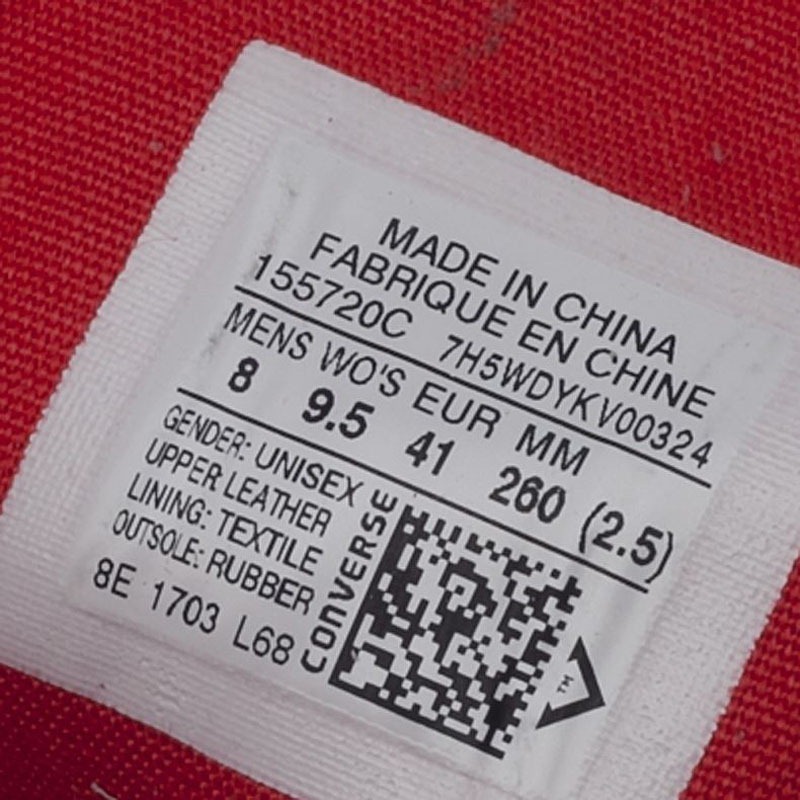 MADE IN CHINA
FABRIQUE EN CHINE
155720C 7H5WDYKV00324
MENS WO'S EUR MM
8 9.5 41 260 (2.5)
GENDER: UNISEX
UPPER LEATHER
LINING: TEXTILE
OUTSOLE: RUBBER
8E 1703 L68
CONVERSE
TM